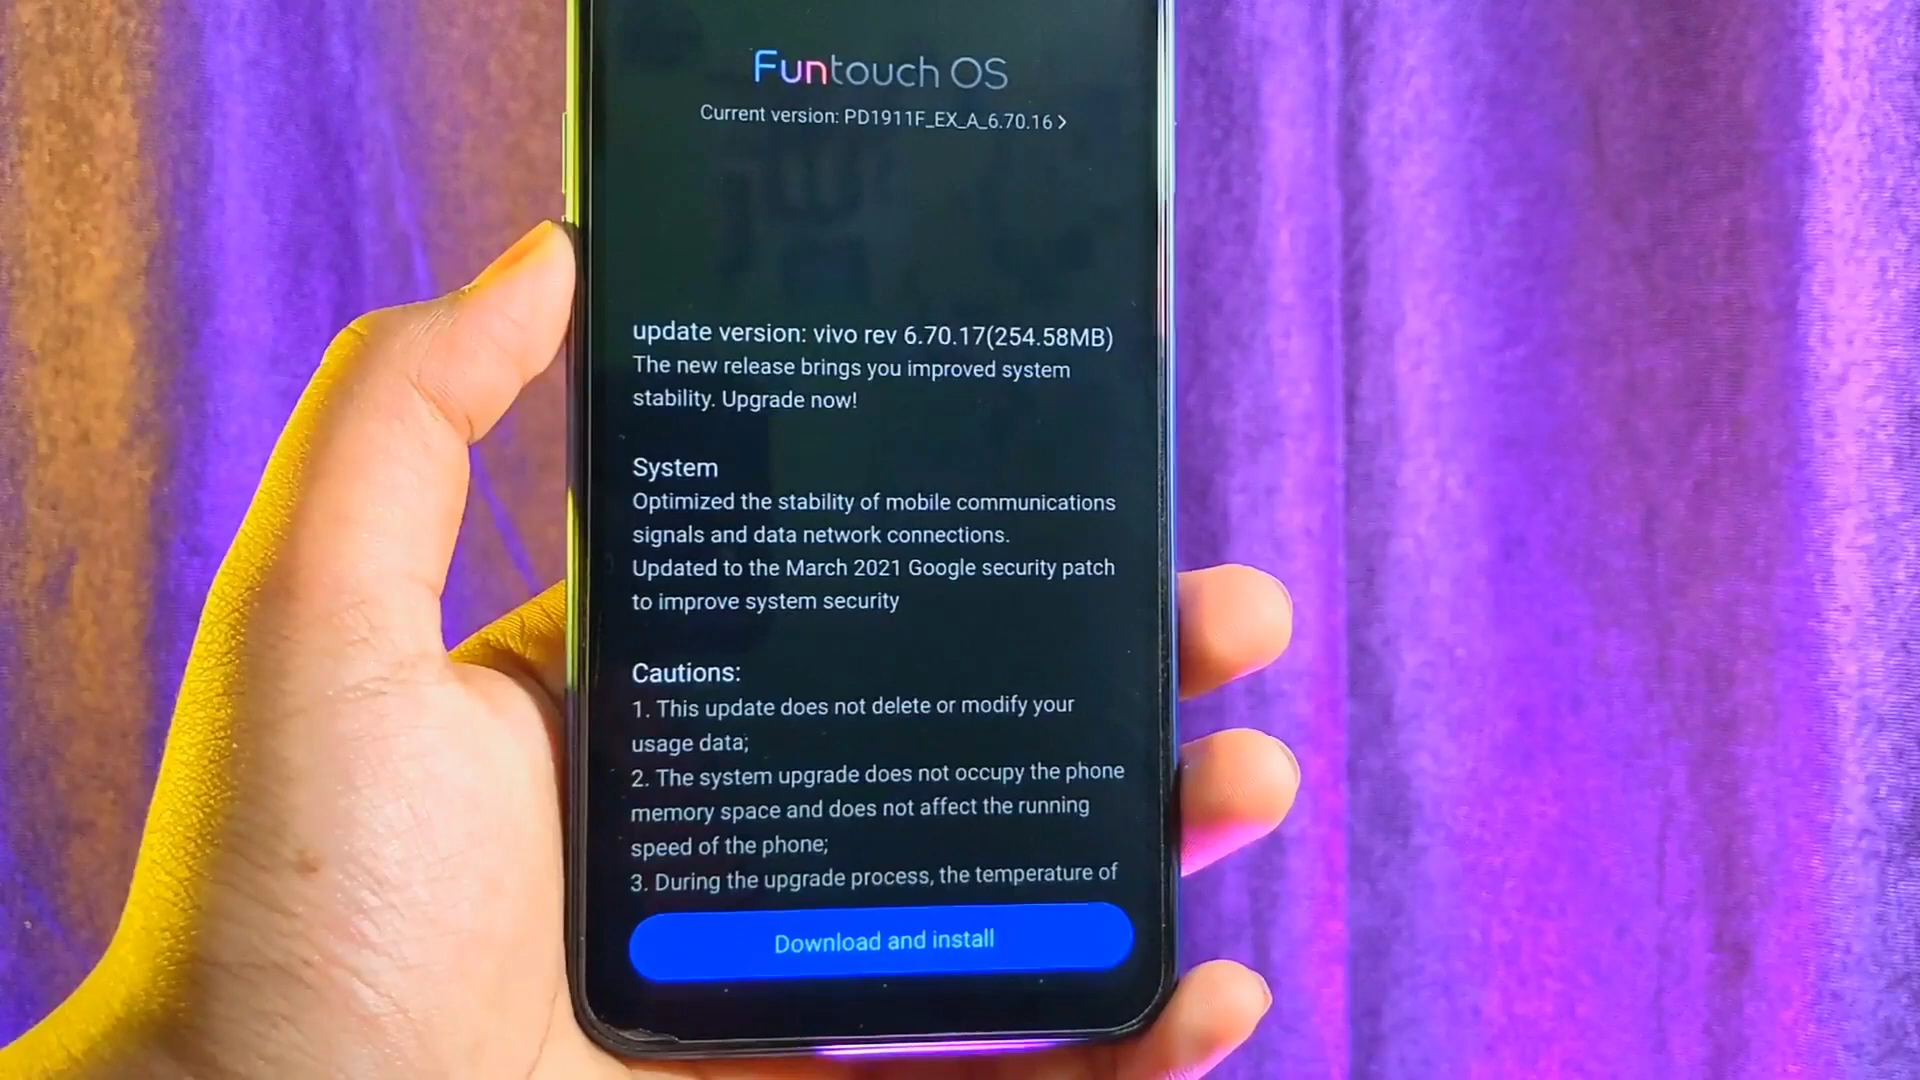 Funtouch OS
Current version: PD1911F_EX_A_6.70.16 >
update version: vivo rev 6.70.17(254.58MB)
The new release brings you improved system
stability. Upgrade now!
System
Optimized the stability of mobile communications
signals and data network connections.
Updated to the March 2021 Google security patch
to improve system security
Cautions:
1. This update does not delete or modify your
usage data;
2. The system upgrade does not occupy the phone
memory space and does not affect the running
speed of the phone;
3. During the upgrade process, the temperature of
Download and install